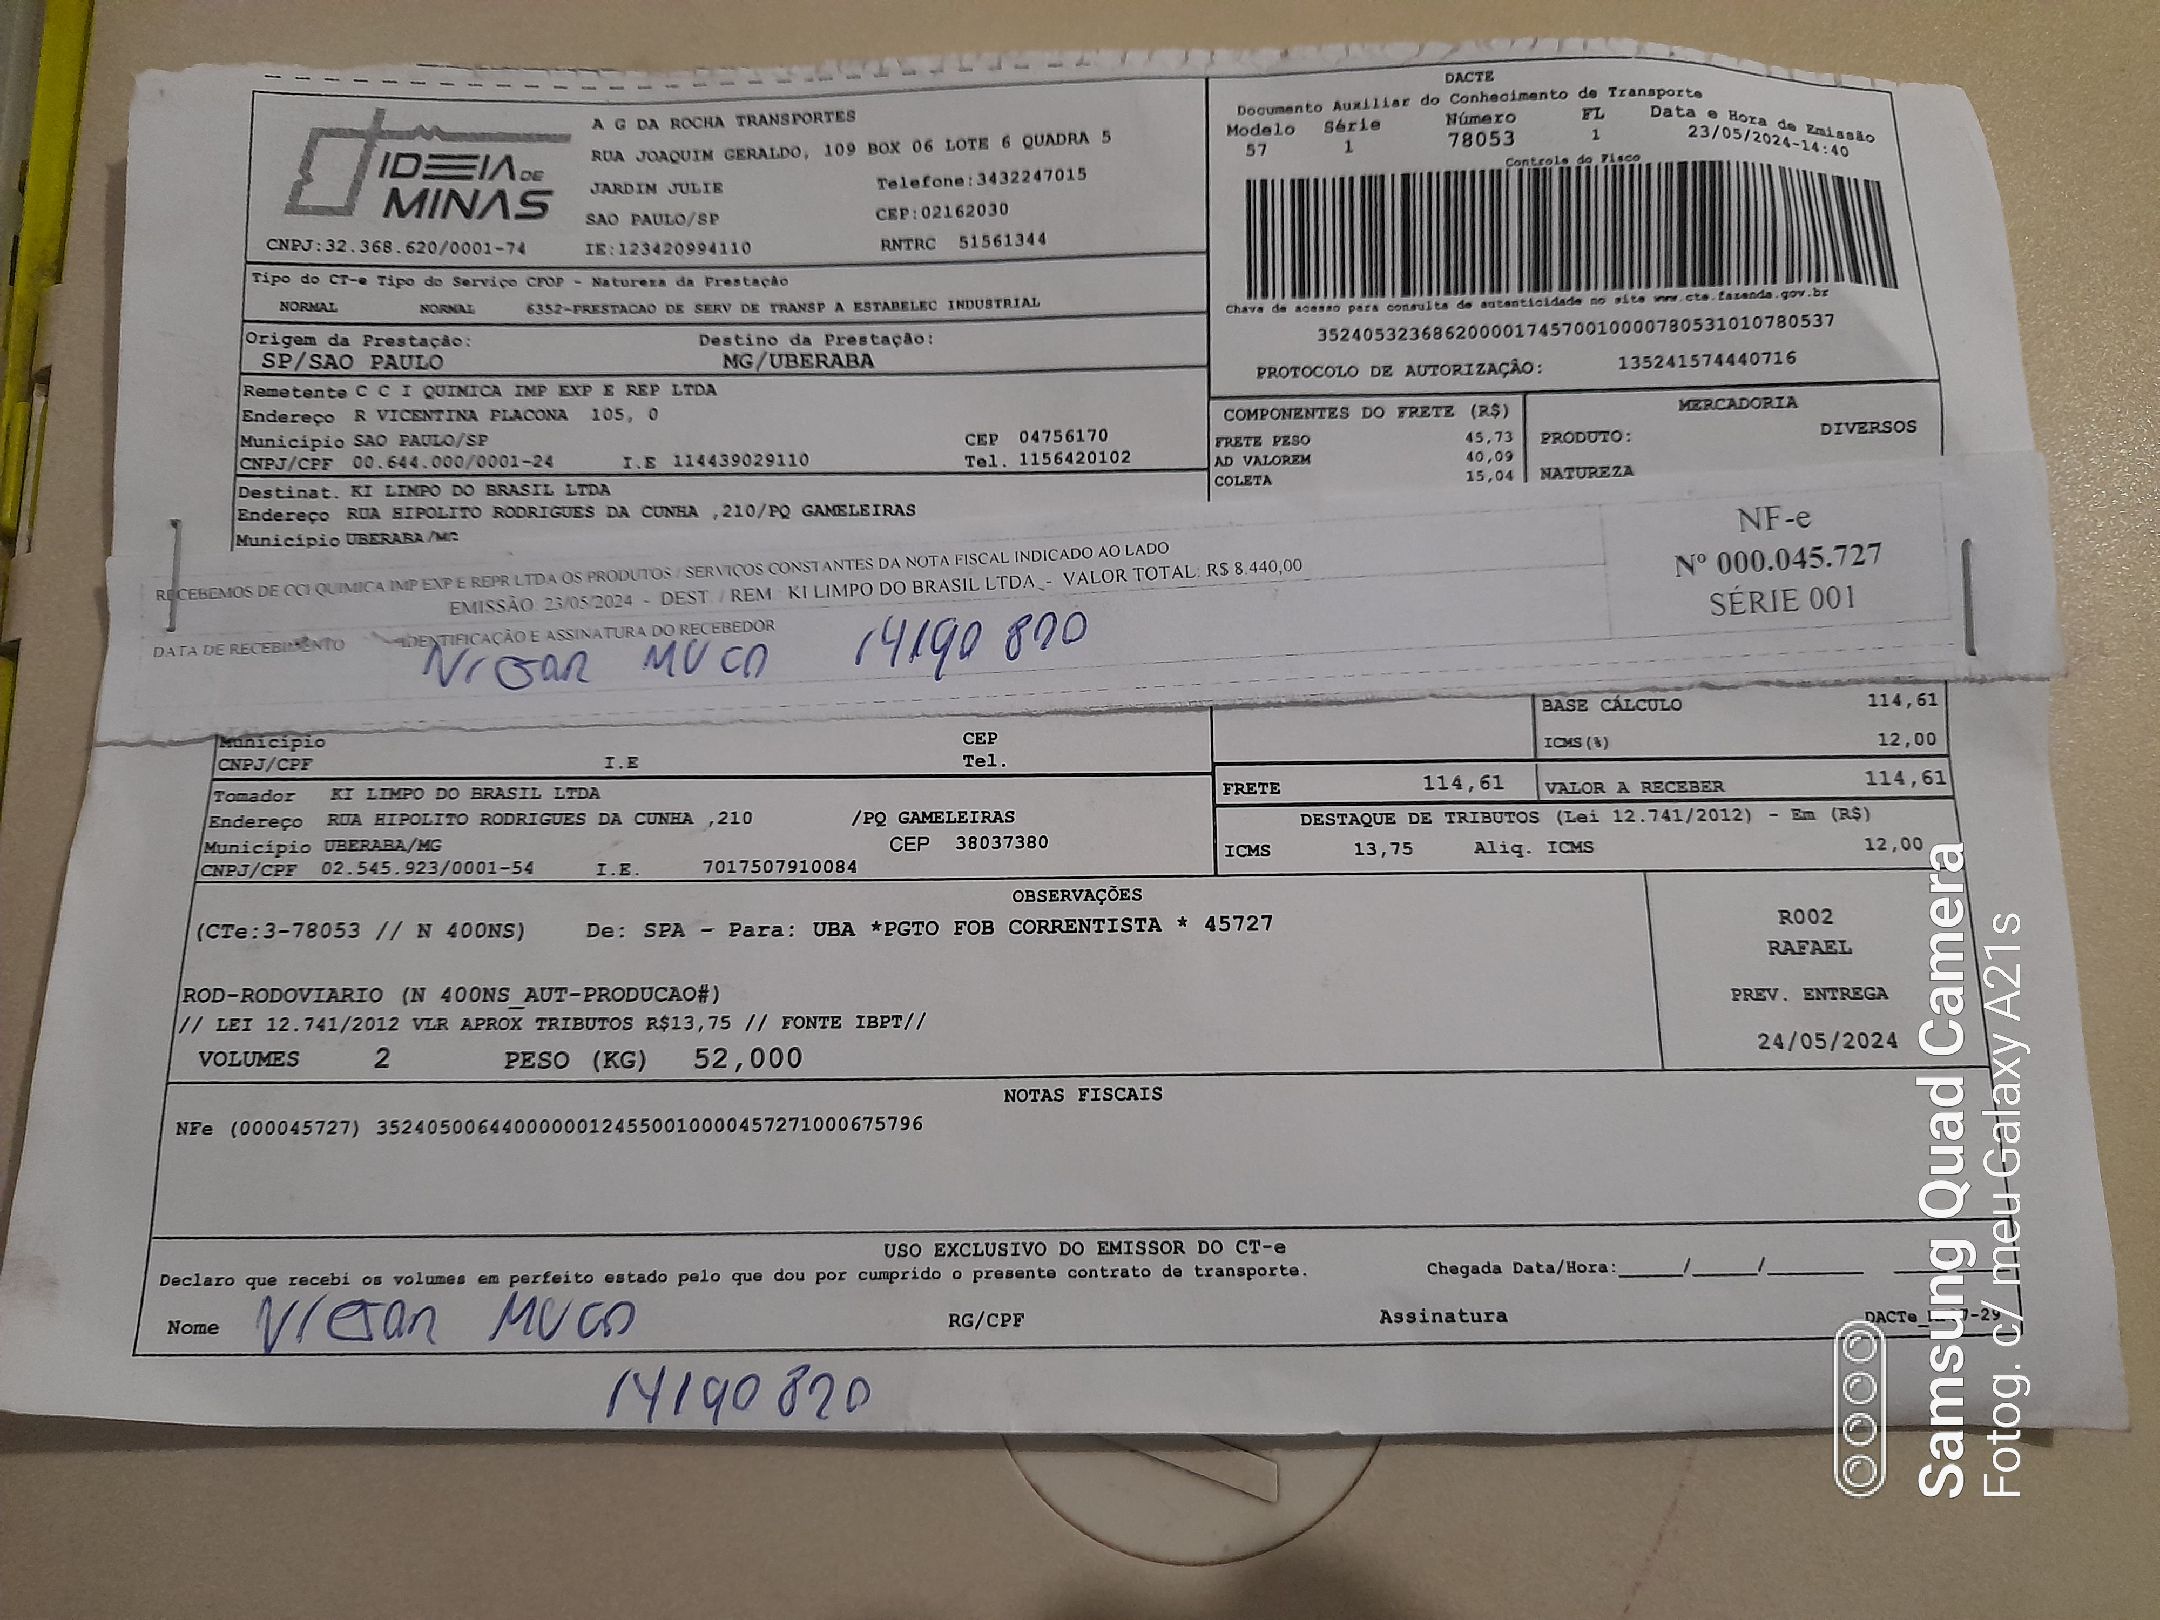 DACTE
Documento Auxiliar do Conhecimento de Transporte
Modelo Série Número FL Data e Hora de Emissão
57 1 78053 1 23/05/2024-14:40
Controle do Fisco
IDEIA DE
MINAS
A G DA ROCHA TRANSPORTES
RUA JOAQUIM GERALDO, 109 BOX 06 LOTE 6 QUADRA 5
JARDIM JULIE Telefone:3432247015
SAO PAULO/SP CEP:02162030
CNPJ:32.368.620/0001-74 IE:123420994110 RNTRC 51561344
Chave de acesso para consulta de autenticidade no site www.cte.fazenda.gov.br
35240532368620000174570010000780531010780537
PROTOCOLO DE AUTORIZAÇÃO: 135241574440716
Tipo do CT-e Tipo do Serviço CFOP - Natureza da Prestação
NORMAL NORMAL 6352-PRESTACAO DE SERV DE TRANSP A ESTABELEC INDUSTRIAL
Origem da Prestação: Destino da Prestação:
SP/SAO PAULO MG/UBERABA
Remetente C C I QUIMICA IMP EXP E REP LTDA
Endereço R VICENTINA PLACONA 105, 0
Município SAO PAULO/SP CEP 04756170
CNPJ/CPF 00.644.000/0001-24 I.E 114439029110 Tel. 1156420102
COMPONENTES DO FRETE (R$)
FRETE PESO 45,73
AD VALOREM 40,09
COLETA 15,04
MERCADORIA
PRODUTO: DIVERSOS
NATUREZA
Destinat. KI LIMPO DO BRASIL LTDA
Endereço RUA HIPOLITO RODRIGUES DA CUNHA ,210/PQ GAMELEIRAS
Município UBERABA/MG
RECEBEMOS DE CCI QUIMICA IMP EXP E REPR LTDA OS PRODUTOS / SERVIÇOS CONSTANTES DA NOTA FISCAL INDICADO AO LADO
EMISSÃO: 23/05/2024 - DEST. / REM: KI LIMPO DO BRASIL LTDA - VALOR TOTAL: R$ 8.440,00
DATA DE RECEBIMENTO IDENTIFICAÇÃO E ASSINATURA DO RECEBEDOR
14190820
NF-e
Nº 000.045.727
SÉRIE 001
Município CEP
CNPJ/CPF I.E Tel.
BASE CÁLCULO 114,61
ICMS(%) 12,00
FRETE 114,61 VALOR A RECEBER 114,61
Tomador KI LIMPO DO BRASIL LTDA
Endereço RUA HIPOLITO RODRIGUES DA CUNHA ,210 /PQ GAMELEIRAS
Município UBERABA/MG CEP 38037380
CNPJ/CPF 02.545.923/0001-54 I.E. 7017507910084
DESTAQUE DE TRIBUTOS (Lei 12.741/2012) - Em (R$)
ICMS 13,75 Aliq. ICMS 12,00
OBSERVAÇÕES
(CTe:3-78053 // N 400NS) De: SPA - Para: UBA *PGTO FOB CORRENTISTA * 45727
ROD-RODOVIARIO (N 400NS_AUT-PRODUCAO#)
// LEI 12.741/2012 VLR APROX TRIBUTOS R$13,75 // FONTE IBPT//
VOLUMES 2 PESO (KG) 52,000
R002
RAFAEL
PREV. ENTREGA
24/05/2024
NOTAS FISCAIS
NFe (000045727) 35240500644000000124550010000457271000675796
USO EXCLUSIVO DO EMISSOR DO CT-e
Declaro que recebi os volumes em perfeito estado pelo que dou por cumprido o presente contrato de transporte. Chegada Data/Hora:_____/_____/_______
Nome RG/CPF Assinatura
14190820
Samsung Quad Camera
Fotog. c/ meu Galaxy A21s